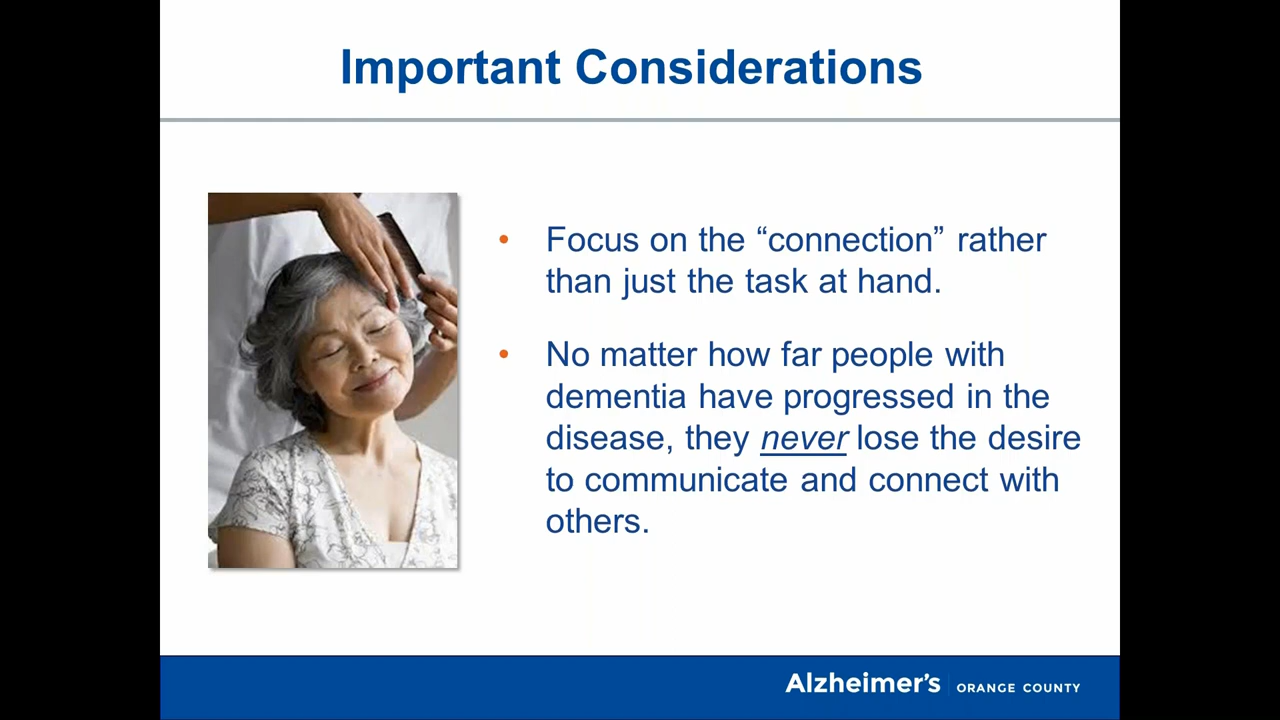 Important Considerations
• Focus on the “connection” rather
than just the task at hand.
• No matter how far people with
dementia have progressed in the
disease, they never lose the desire
to communicate and connect with
others.
Alzheimer's ORANGE COUNTY